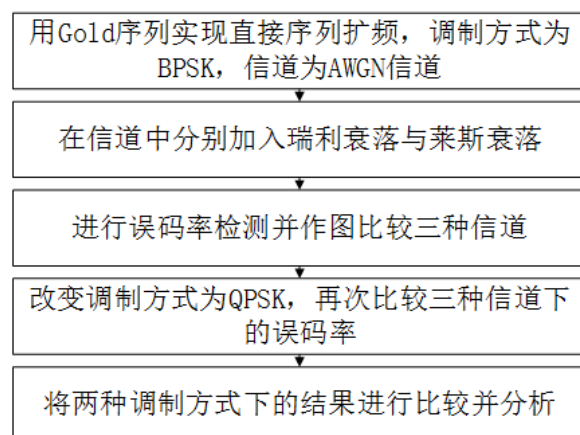 用Gold序列实现直接序列扩频，调制方式为
BPSK，信道为AWGN信道
在信道中分别加入瑞利衰落与莱斯衰落
进行误码率检测并作图比较三种信道
改变调制方式为QPSK，再次比较三种信道下
的误码率
将两种调制方式下的结果进行比较并分析